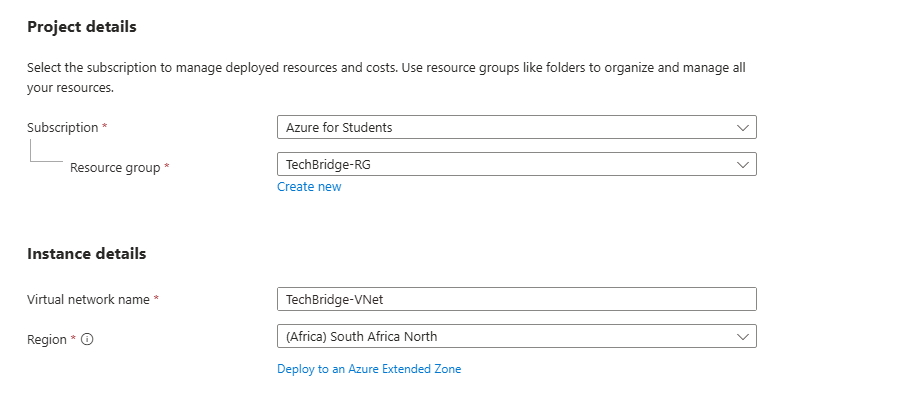 Project details
Select the subscription to manage deployed resources and costs. Use resource groups like folders to organize and manage all
your resources.
Subscription *
Azure for Students
Resource group *
TechBridge-RG
Create new
Instance details
Virtual network name *
TechBridge-VNet
Region *
(Africa) South Africa North
Deploy to an Azure Extended Zone